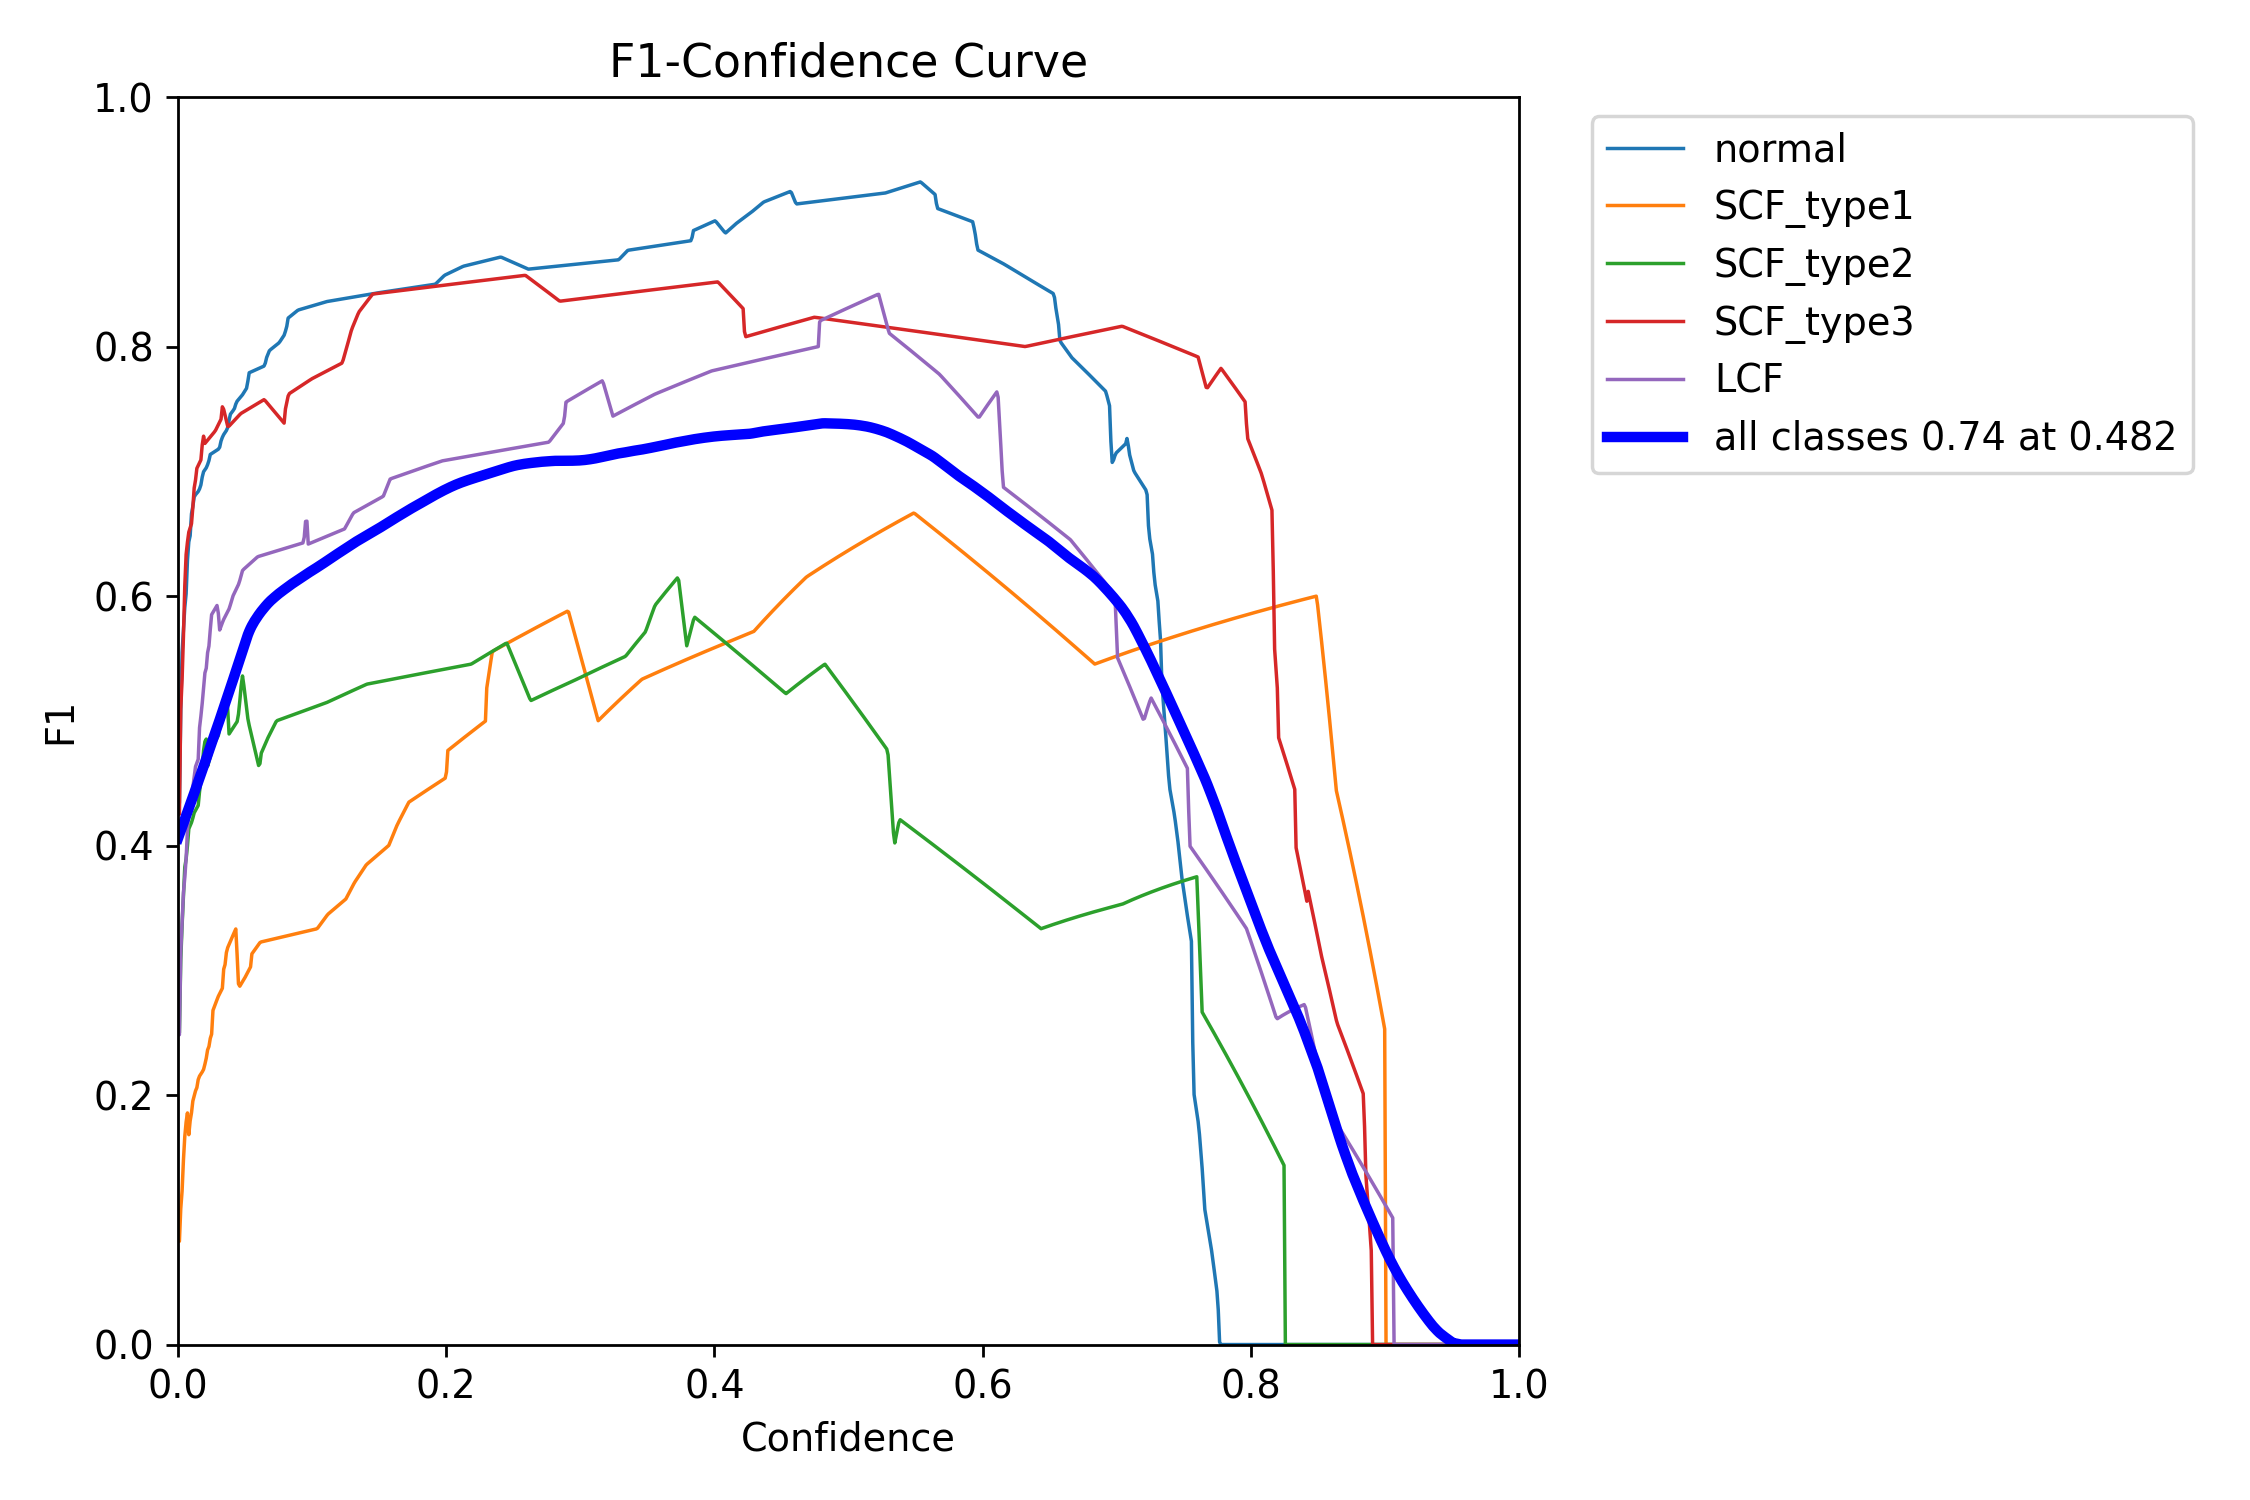 F1-Confidence Curve
1.0
0.8
0.6
0.4
0.2
0.0
F1
0.0 0.2 0.4 0.6 0.8 1.0
Confidence
normal
SCF_type1
SCF_type2
SCF_type3
LCF
all classes 0.74 at 0.482